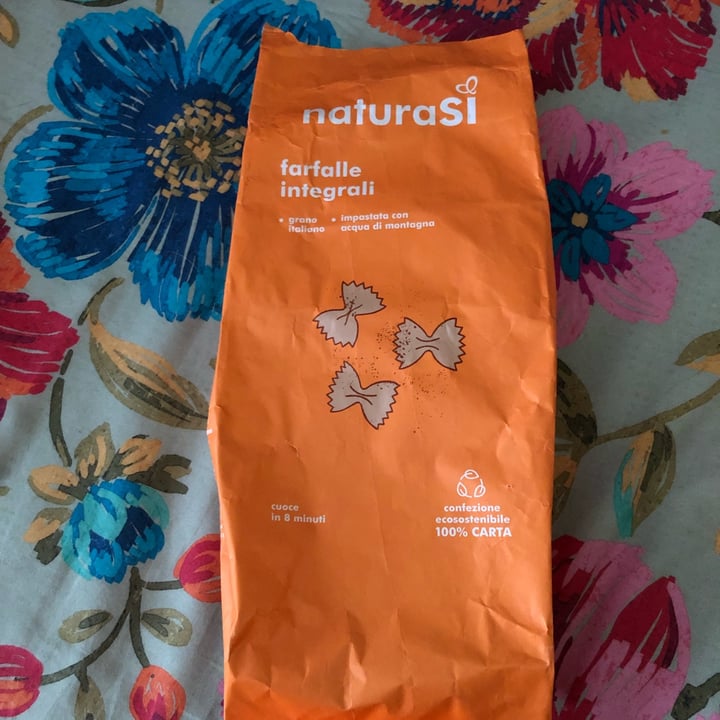 naturaSì
farfalle
integrali
• grano
italiano
• impastata con
acqua di montagna
cuoce
in 8 minuti
confezione
ecosostenibile
100% CARTA